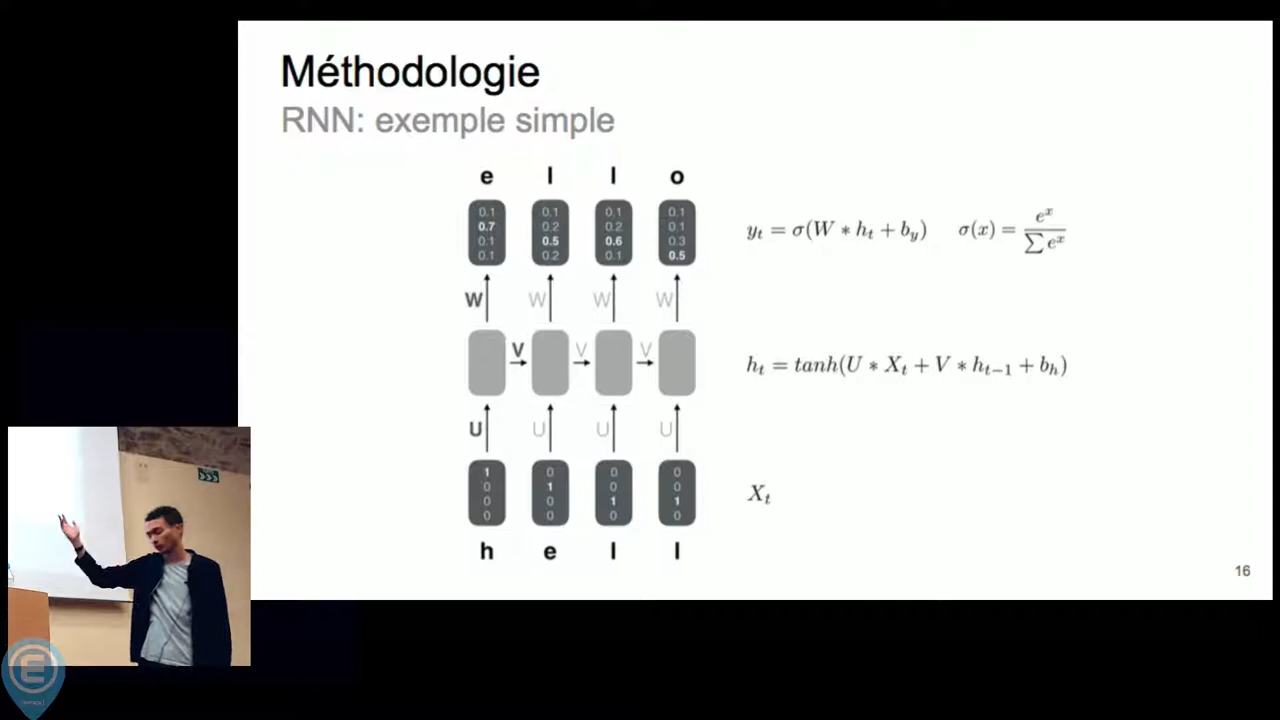 Méthodologie
RNN: exemple simple
e l l o
0.1 0.1 0.1 0.1
0.7 0.2 0.2 0.1
0.1 0.5 0.6 0.3
0.1 0.2 0.1 0.5
y_t = σ(W * h_t + b_y) σ(x) = e^x / ∑ e^x
W W W W
V V V
h_t = tanh(U * X_t + V * h_{t-1} + b_h)
U U U U
1 0 0 0
0 1 0 0
0 0 1 1
0 0 0 0
X_t
h e l l
16